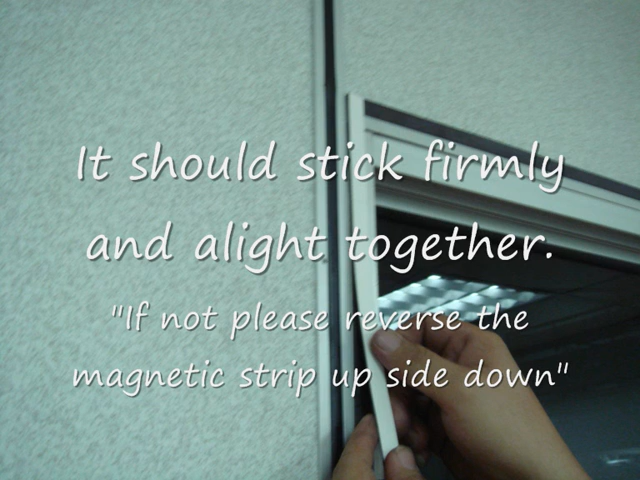 It should stick firmly
and alight together.
"If not please reverse the
magnetic strip up side down"